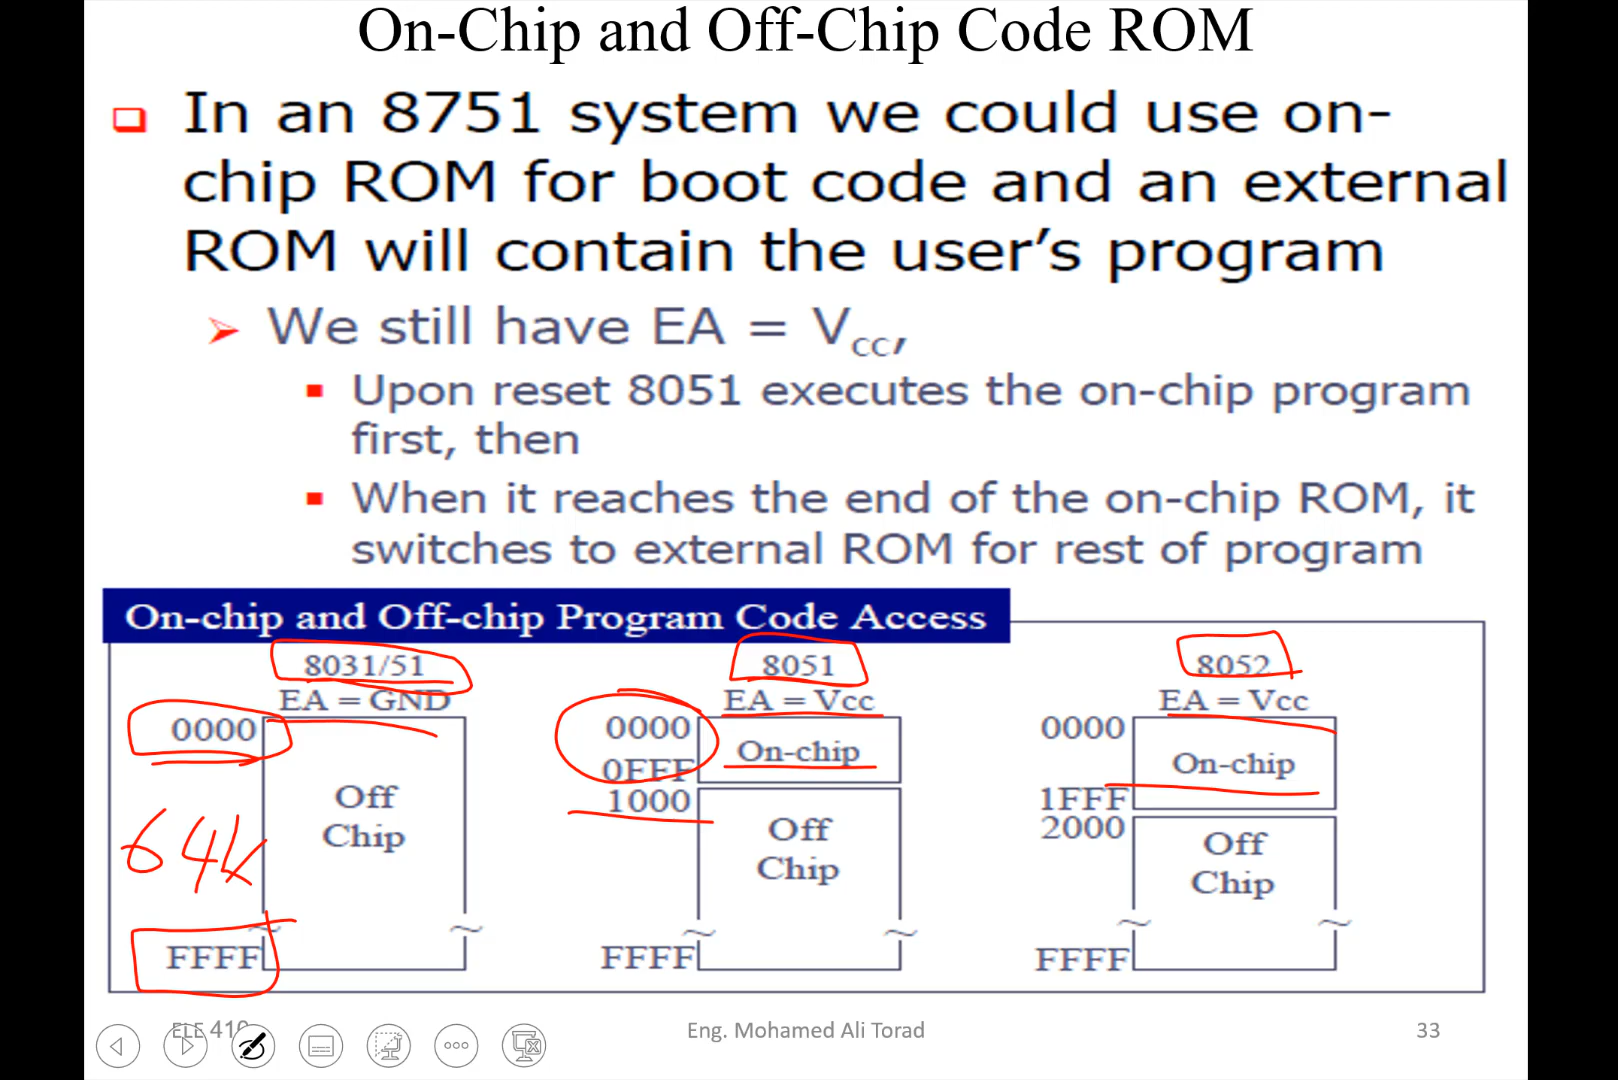 On-Chip and Off-Chip Code ROM
In an 8751 system we could use on-
chip ROM for boot code and an external
ROM will contain the user's program
We still have EA = Vcc,
Upon reset 8051 executes the on-chip program
first, then
When it reaches the end of the on-chip ROM, it
switches to external ROM for rest of program
On-chip and Off-chip Program Code Access
8031/51
EA = GND
0000
Off
Chip
64K
FFFF
8051
EA = Vcc
0000
On-chip
0FFF
1000
Off
Chip
FFFF
8052
EA = Vcc
0000
On-chip
1FFF
2000
Off
Chip
FFFF
ELE 419
Eng. Mohamed Ali Torad
33